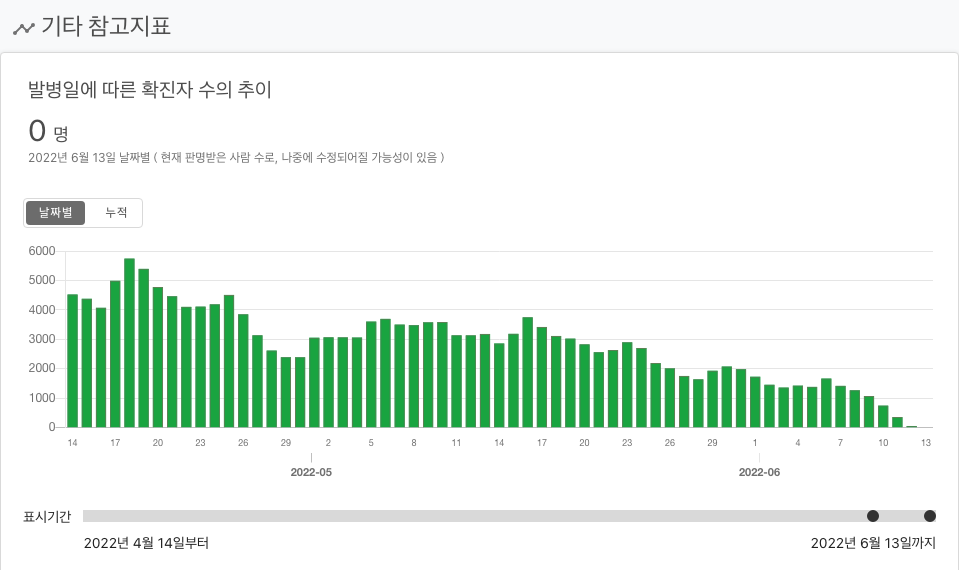 기타 참고지표
발병일에 따른 확진자 수의 추이
0 명
2022년 6월 13일 날짜별 ( 현재 판명받은 사람 수로, 나중에 수정되어질 가능성이 있음 )
날짜별 누적
6000
5000
4000
3000
2000
1000
0
14 17 20 23 26 29 2 5 8 11 14 17 20 23 26 29 1 4 7 10 13
2022-05 2022-06
표시기간
2022년 4월 14일부터 2022년 6월 13일까지